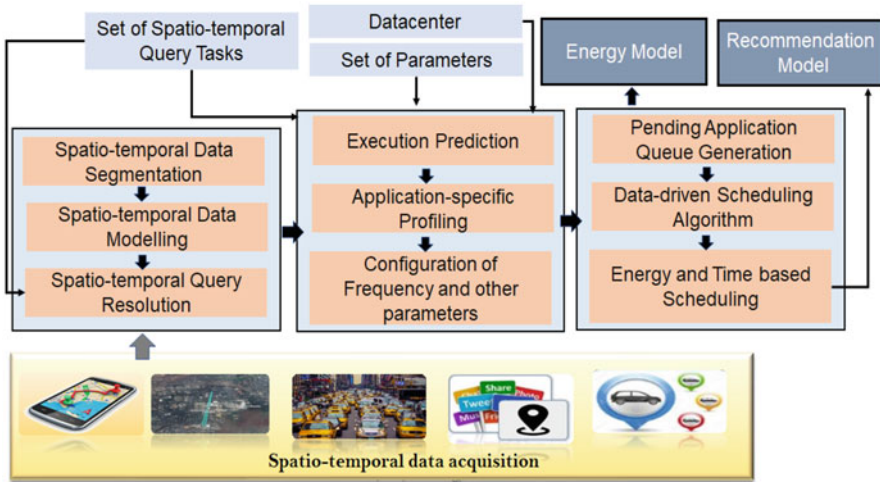 Set of Spatio-temporal
Query Tasks
Datacenter
Set of Parameters
Energy Model
Recommendation
Model
Spatio-temporal Data
Segmentation
Spatio-temporal Data
Modelling
Spatio-temporal Query
Resolution
Execution Prediction
Application-specific
Profiling
Configuration of
Frequency and other
parameters
Pending Application
Queue Generation
Data-driven Scheduling
Algorithm
Energy and Time based
Scheduling
Share
Photo
Tweet
Spatio-temporal data acquisition